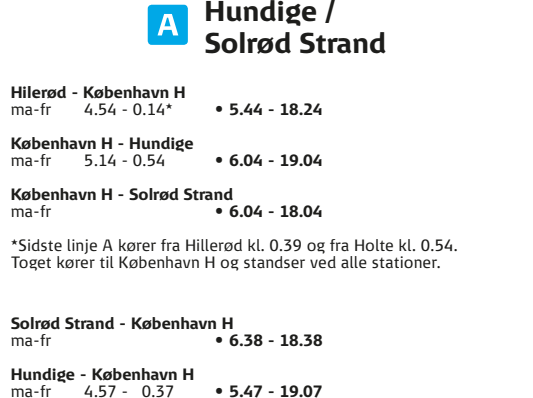 A
Hundige /
Solrød Strand
Hilerød - København H
ma-fr 4.54 - 0.14* • 5.44 - 18.24
København H - Hundige
ma-fr 5.14 - 0.54 • 6.04 - 19.04
København H - Solrød Strand
ma-fr • 6.04 - 18.04
*Sidste linje A kører fra Hillerød kl. 0.39 og fra Holte kl. 0.54.
Toget kører til København H og standser ved alle stationer.
Solrød Strand - København H
ma-fr • 6.38 - 18.38
Hundige - København H
ma-fr 4.57 - 0.37 • 5.47 - 19.07